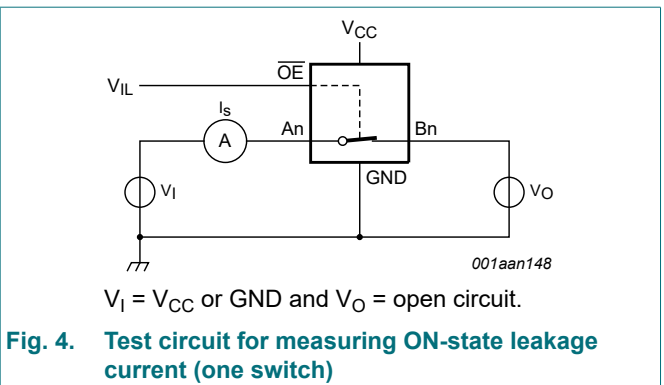 VCC
OE
VIL
Is
A
An
Bn
GND
VI
VO
001aan148
VI = VCC or GND and VO = open circuit.
Fig. 4. Test circuit for measuring ON-state leakage
current (one switch)